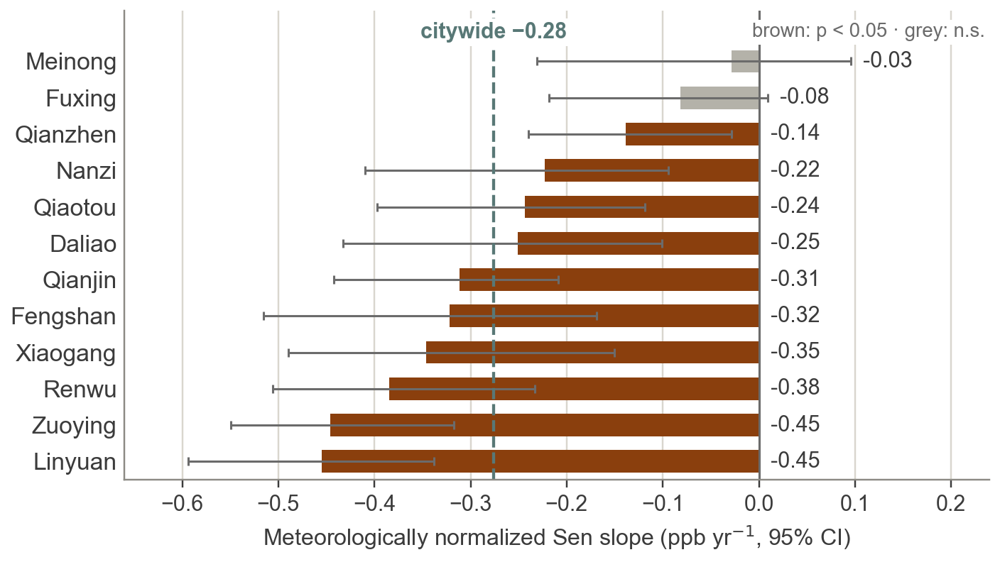 citywide −0.28
brown: p < 0.05 · grey: n.s.
Meinong -0.03
Fuxing -0.08
Qianzhen -0.14
Nanzi -0.22
Qiaotou -0.24
Daliao -0.25
Qianjin -0.31
Fengshan -0.32
Xiaogang -0.35
Renwu -0.38
Zuoying -0.45
Linyuan -0.45
−0.6 −0.5 −0.4 −0.3 −0.2 −0.1 0.0 0.1 0.2
Meteorologically normalized Sen slope (ppb yr⁻¹, 95% CI)